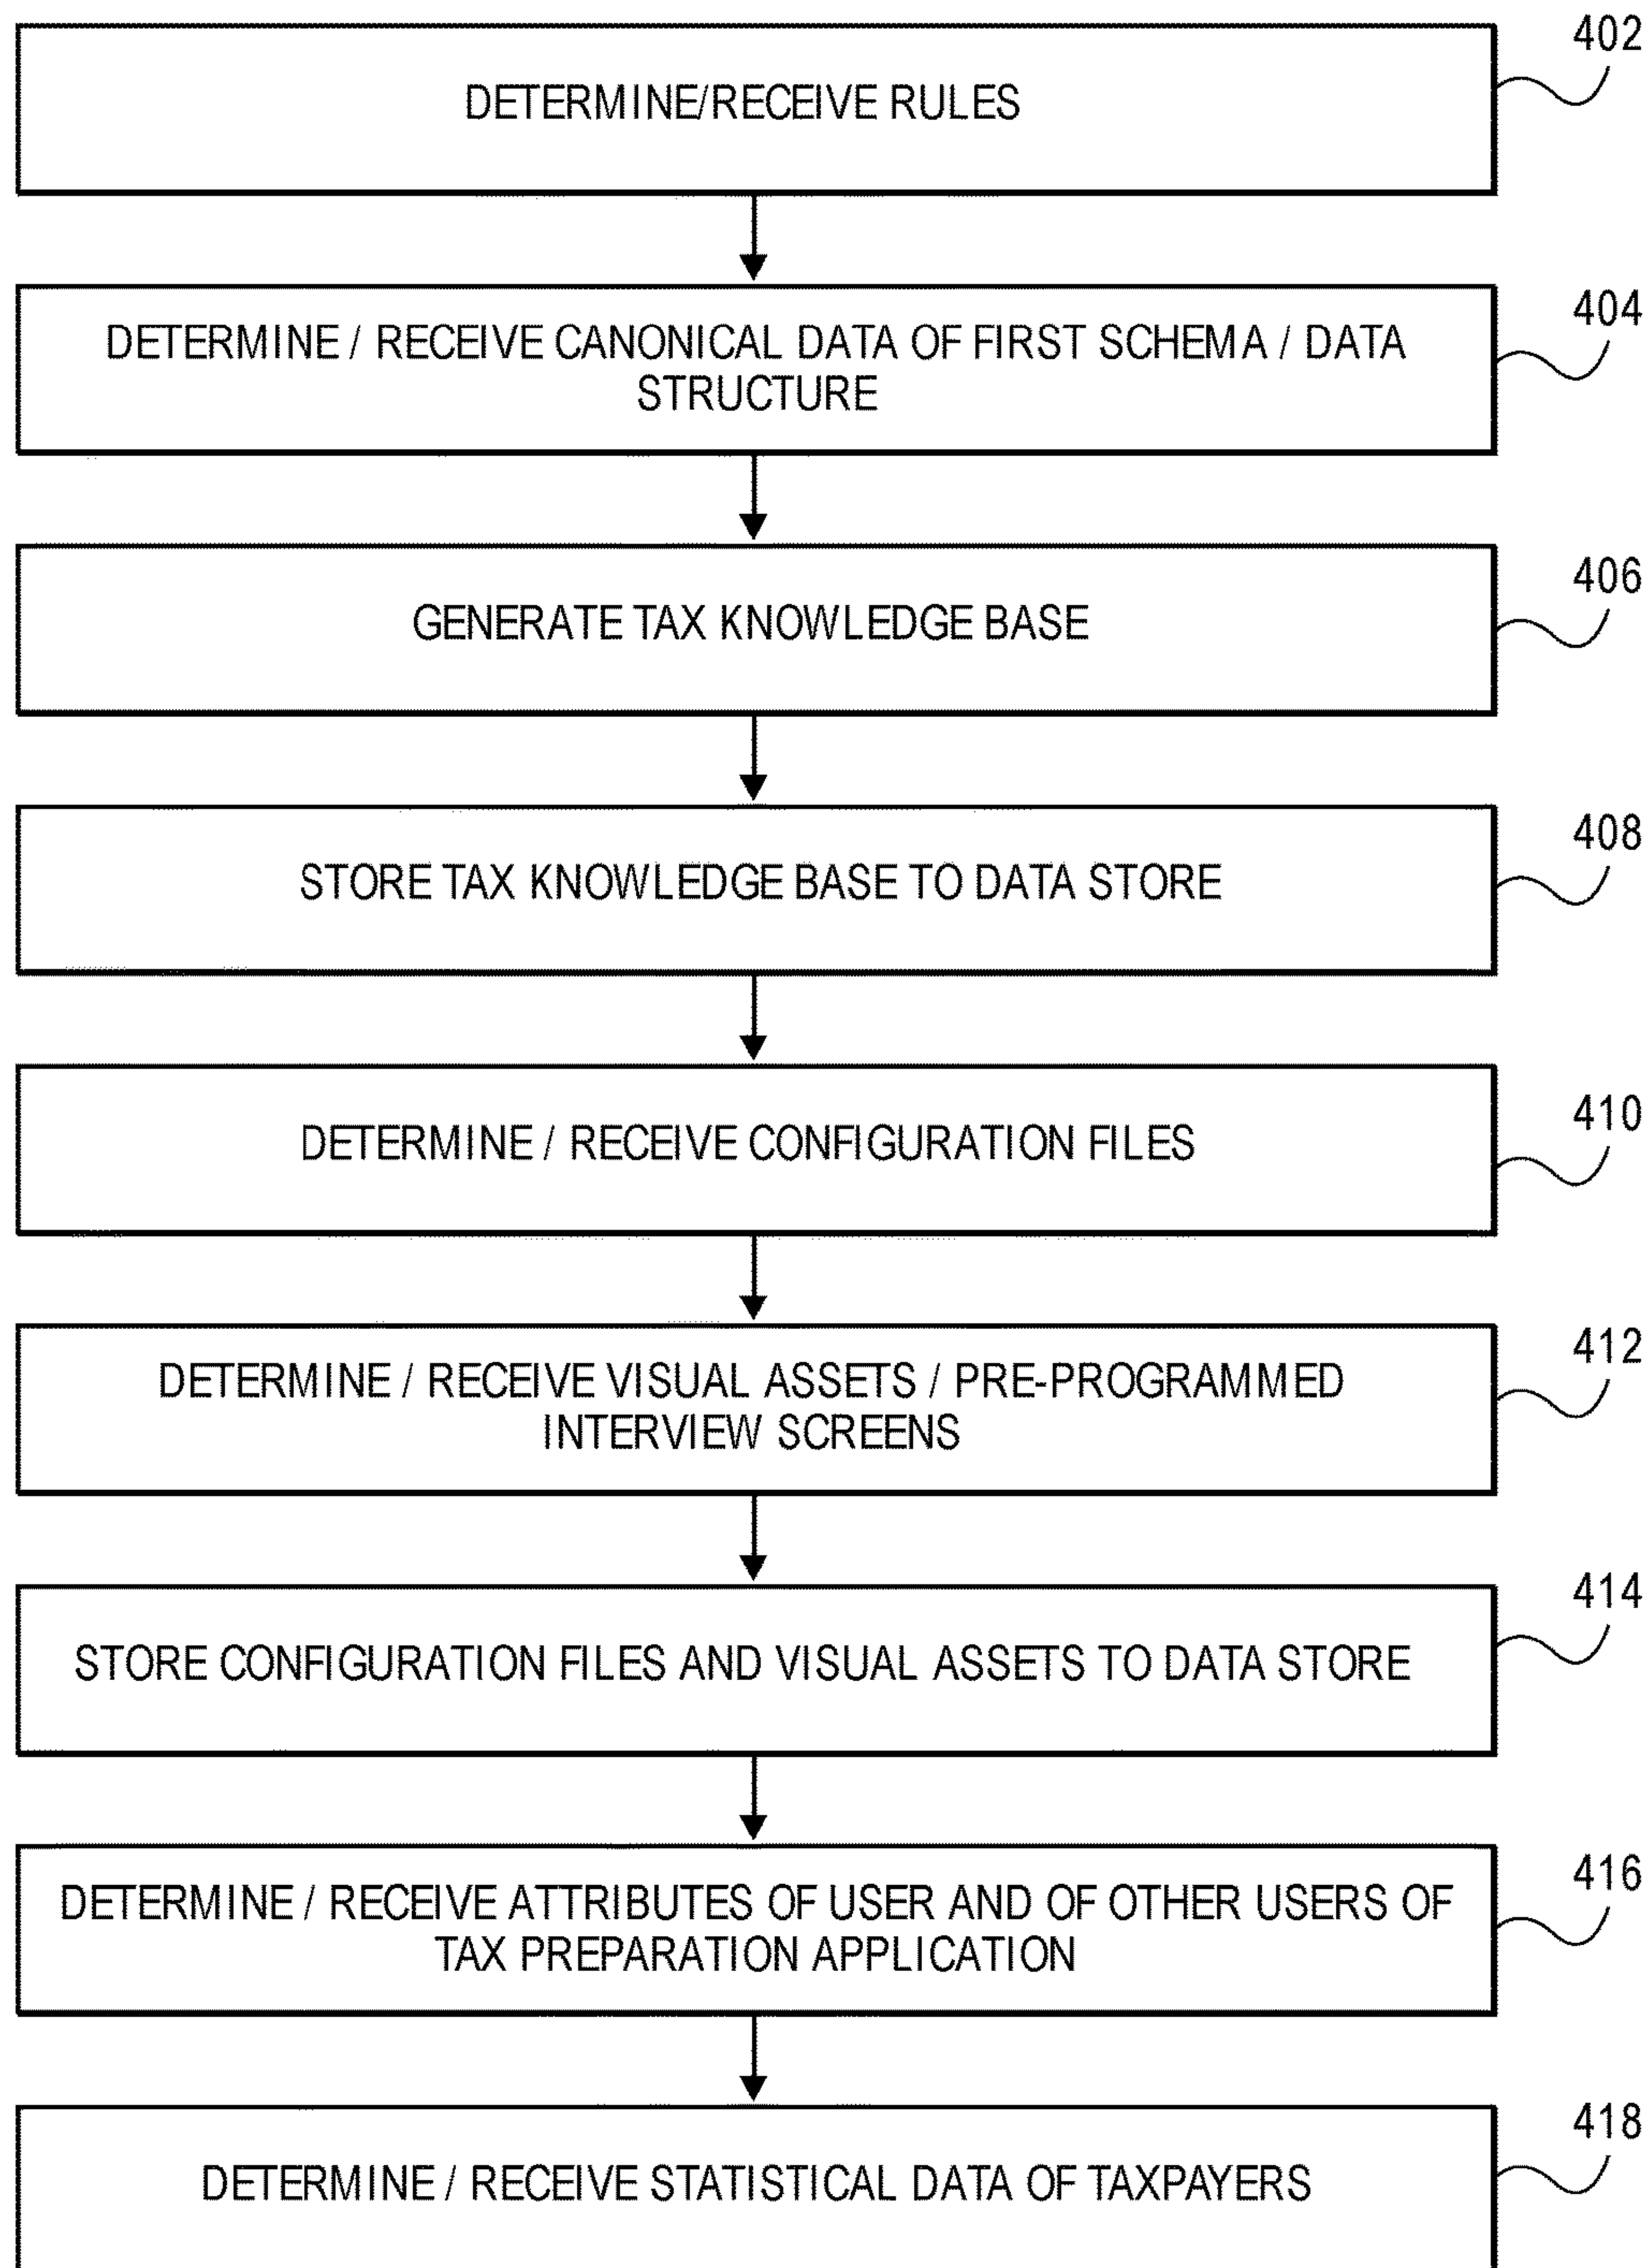 402
DETERMINE/RECEIVE RULES
404
DETERMINE / RECEIVE CANONICAL DATA OF FIRST SCHEMA / DATA
STRUCTURE
406
GENERATE TAX KNOWLEDGE BASE
408
STORE TAX KNOWLEDGE BASE TO DATA STORE
410
DETERMINE / RECEIVE CONFIGURATION FILES
412
DETERMINE / RECEIVE VISUAL ASSETS / PRE-PROGRAMMED
INTERVIEW SCREENS
414
STORE CONFIGURATION FILES AND VISUAL ASSETS TO DATA STORE
416
DETERMINE / RECEIVE ATTRIBUTES OF USER AND OF OTHER USERS OF
TAX PREPARATION APPLICATION
418
DETERMINE / RECEIVE STATISTICAL DATA OF TAXPAYERS